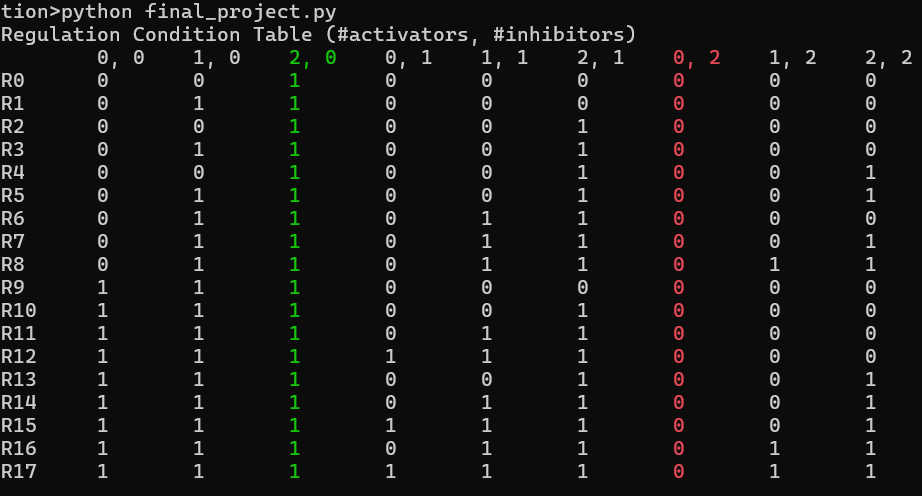 tion>python final_project.py
Regulation Condition Table (#activators, #inhibitors)
0, 0 1, 0 2, 0 0, 1 1, 1 2, 1 0, 2 1, 2 2, 2
R0 0 0 1 0 0 0 0 0 0
R1 0 1 1 0 0 0 0 0 0
R2 0 0 1 0 0 1 0 0 0
R3 0 1 1 0 0 1 0 0 0
R4 0 0 1 0 0 1 0 0 1
R5 0 1 1 0 0 1 0 0 1
R6 0 1 1 0 1 1 0 0 0
R7 0 1 1 0 1 1 0 0 1
R8 0 1 1 0 1 1 0 1 1
R9 1 1 1 0 0 0 0 0 0
R10 1 1 1 0 0 1 0 0 0
R11 1 1 1 0 1 1 0 0 0
R12 1 1 1 1 1 1 0 0 0
R13 1 1 1 0 0 1 0 0 1
R14 1 1 1 0 1 1 0 0 1
R15 1 1 1 1 1 1 0 0 1
R16 1 1 1 0 1 1 0 1 1
R17 1 1 1 1 1 1 0 1 1